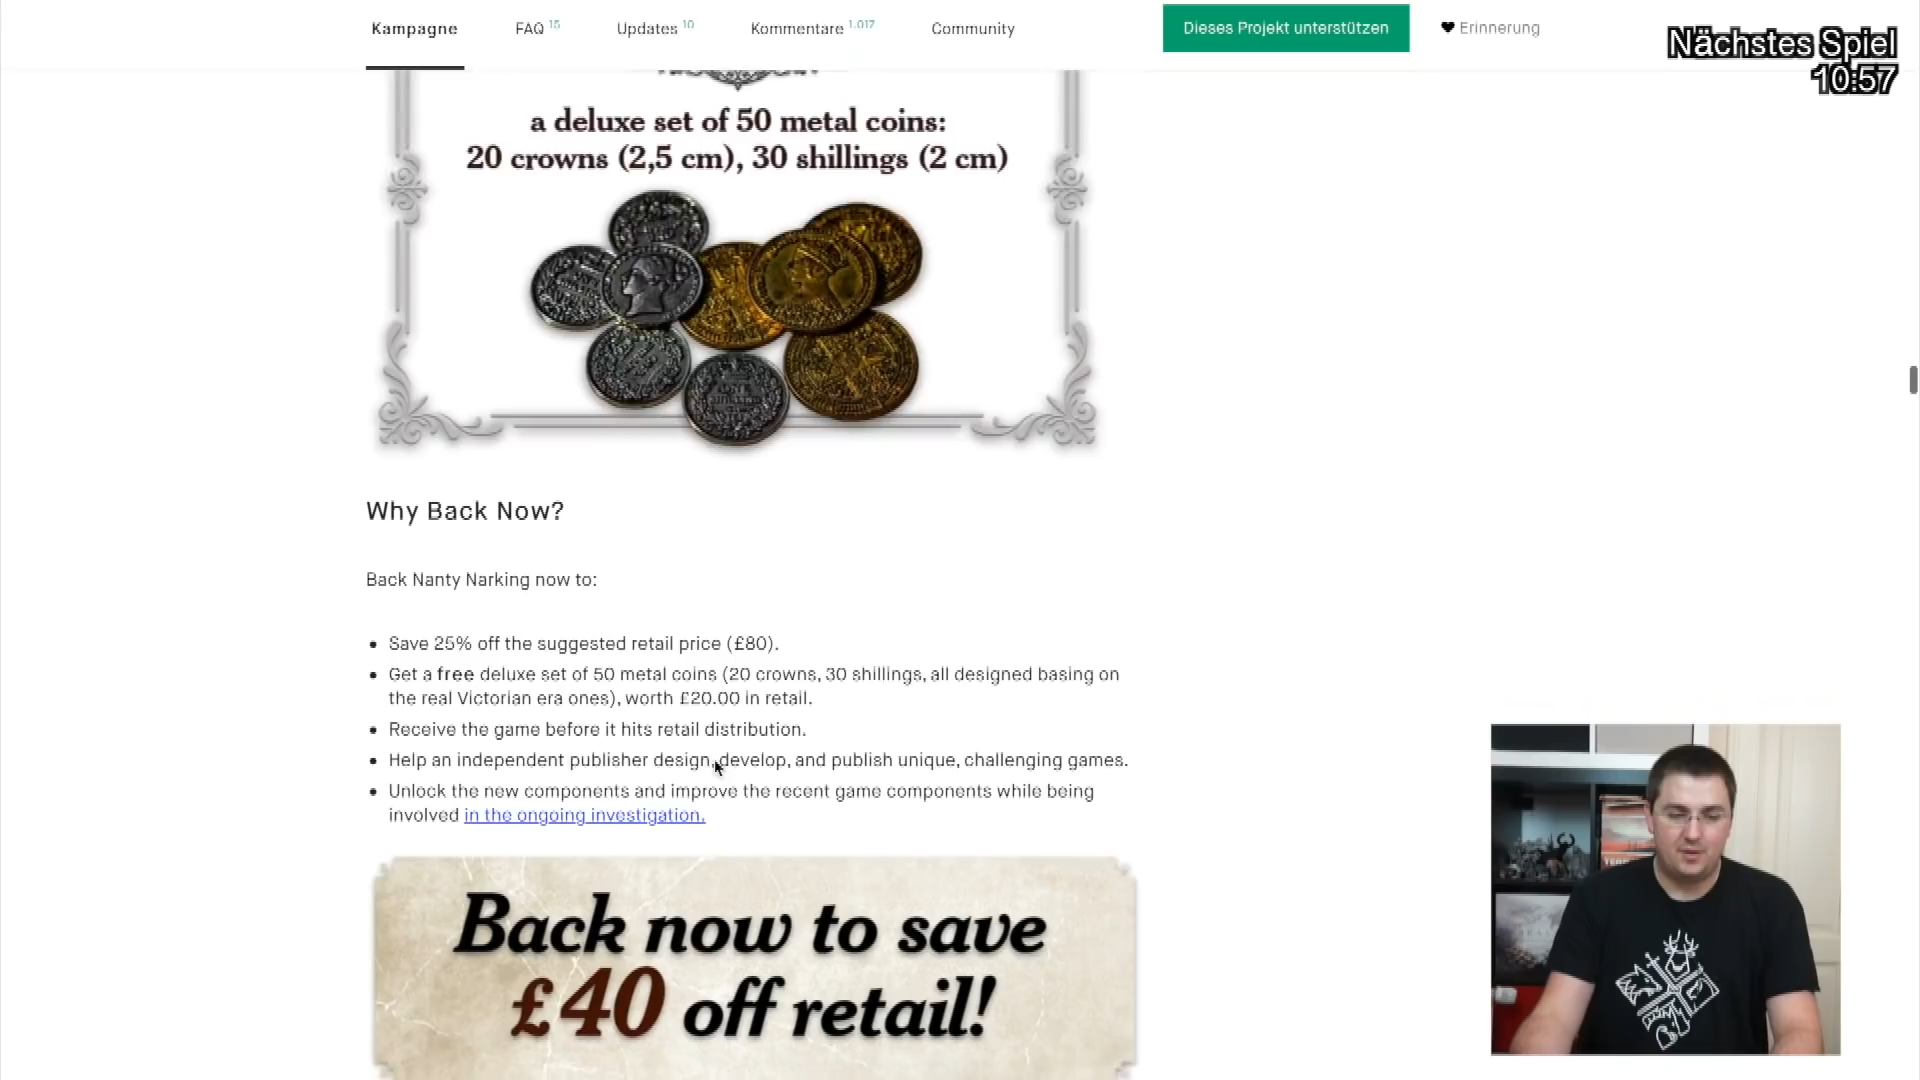 Kampagne FAQ 15 Updates 10 Kommentare 1.017 Community Dieses Projekt unterstützen Erinnerung
Nächstes Spiel
10:57
a deluxe set of 50 metal coins:
20 crowns (2,5 cm), 30 shillings (2 cm)
Why Back Now?
Back Nanty Narking now to:
Save 25% off the suggested retail price (£80).
Get a free deluxe set of 50 metal coins (20 crowns, 30 shillings, all designed basing on
the real Victorian era ones), worth £20.00 in retail.
Receive the game before it hits retail distribution.
Help an independent publisher design, develop, and publish unique, challenging games.
Unlock the new components and improve the recent game components while being
involved in the ongoing investigation.
Back now to save
£40 off retail!